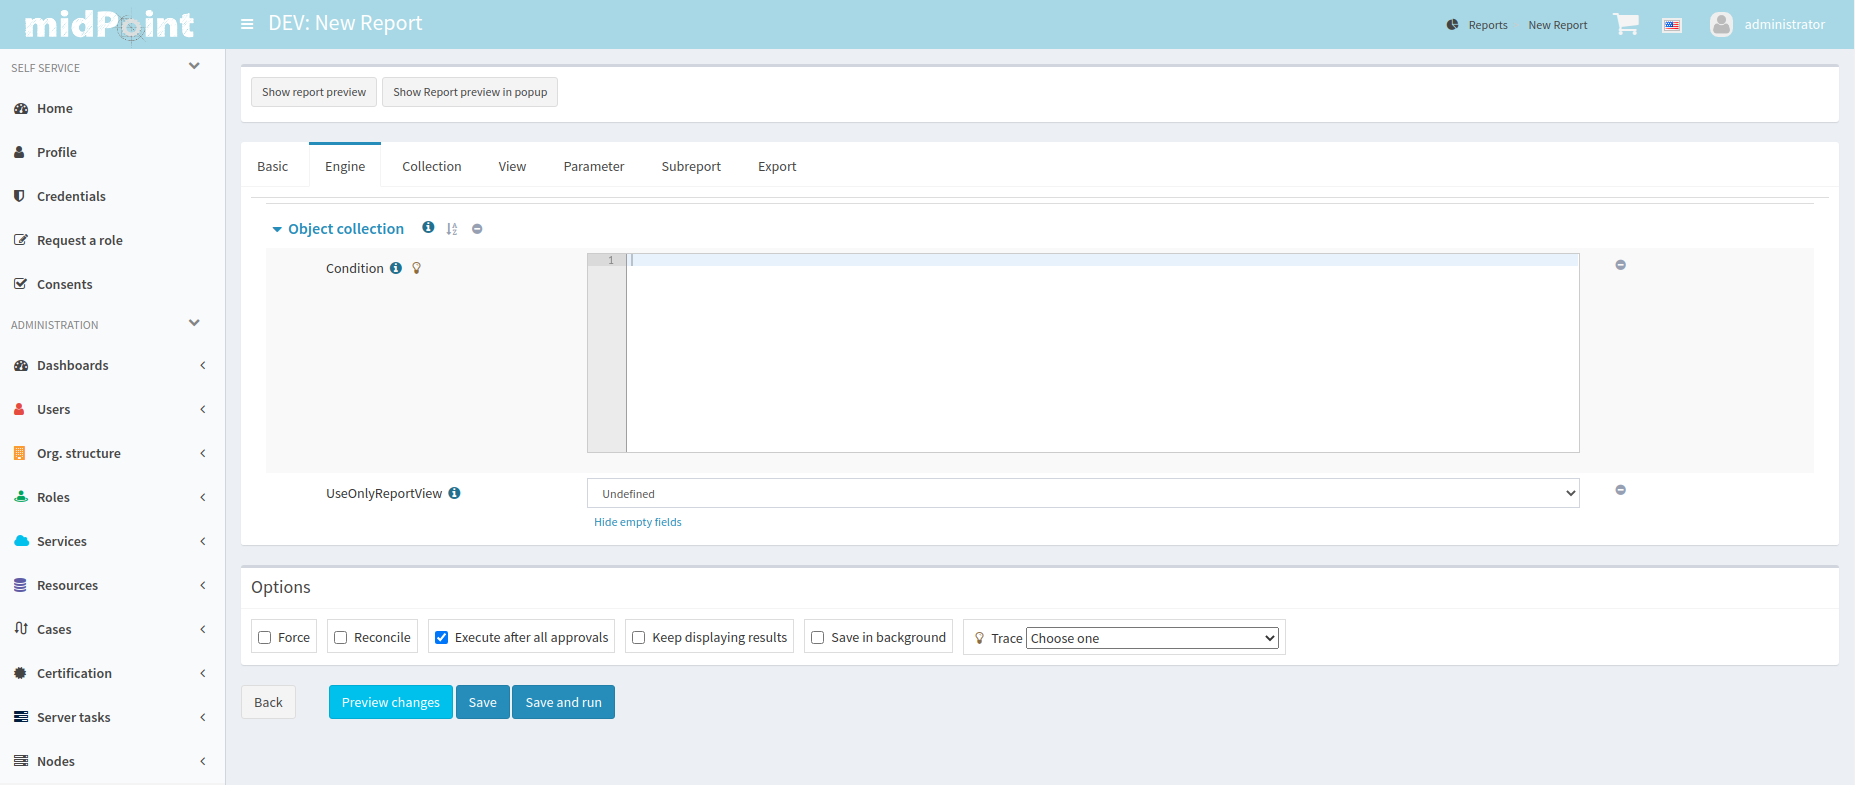 midPoint
DEV: New Report
Reports
New Report
administrator
SELF SERVICE
Home
Profile
Credentials
Request a role
Consents
ADMINISTRATION
Dashboards
Users
Org. structure
Roles
Services
Resources
Cases
Certification
Server tasks
Nodes
Show report preview
Show Report preview in popup
Basic
Engine
Collection
View
Parameter
Subreport
Export
Object collection
Condition
1
UseOnlyReportView
Undefined
Hide empty fields
Options
Force
Reconcile
Execute after all approvals
Keep displaying results
Save in background
Trace
Choose one
Back
Preview changes
Save
Save and run